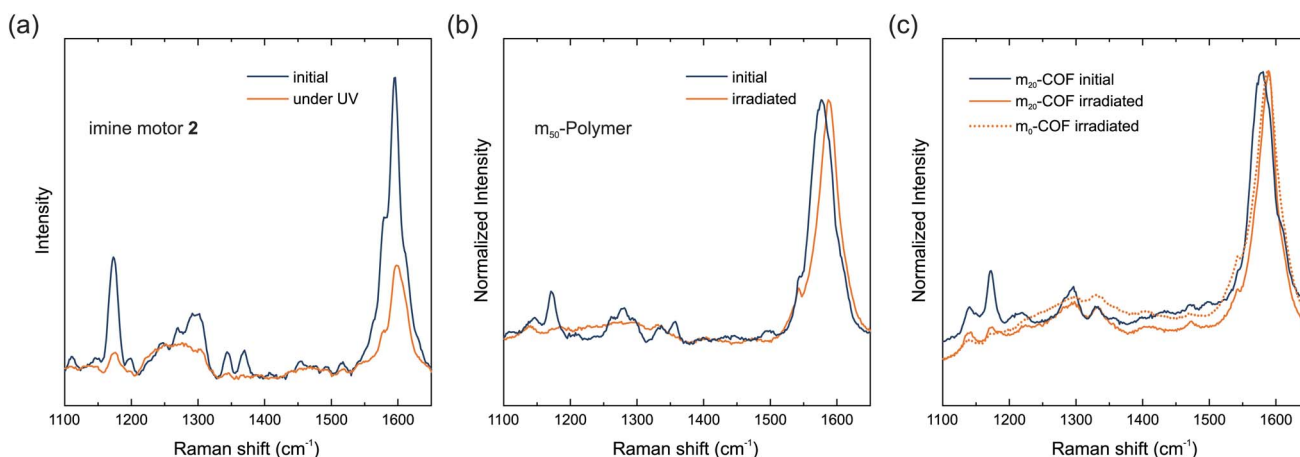 (a)
Intensity
initial
under UV
imine motor 2
1100 1200 1300 1400 1500 1600
Raman shift (cm⁻¹)
(b)
Normalized Intensity
initial
irradiated
m₅₀-Polymer
1100 1200 1300 1400 1500 1600
Raman shift (cm⁻¹)
(c)
Normalized Intensity
m₂₀-COF initial
m₂₀-COF irradiated
m₀-COF irradiated
1100 1200 1300 1400 1500 1600
Raman shift (cm⁻¹)